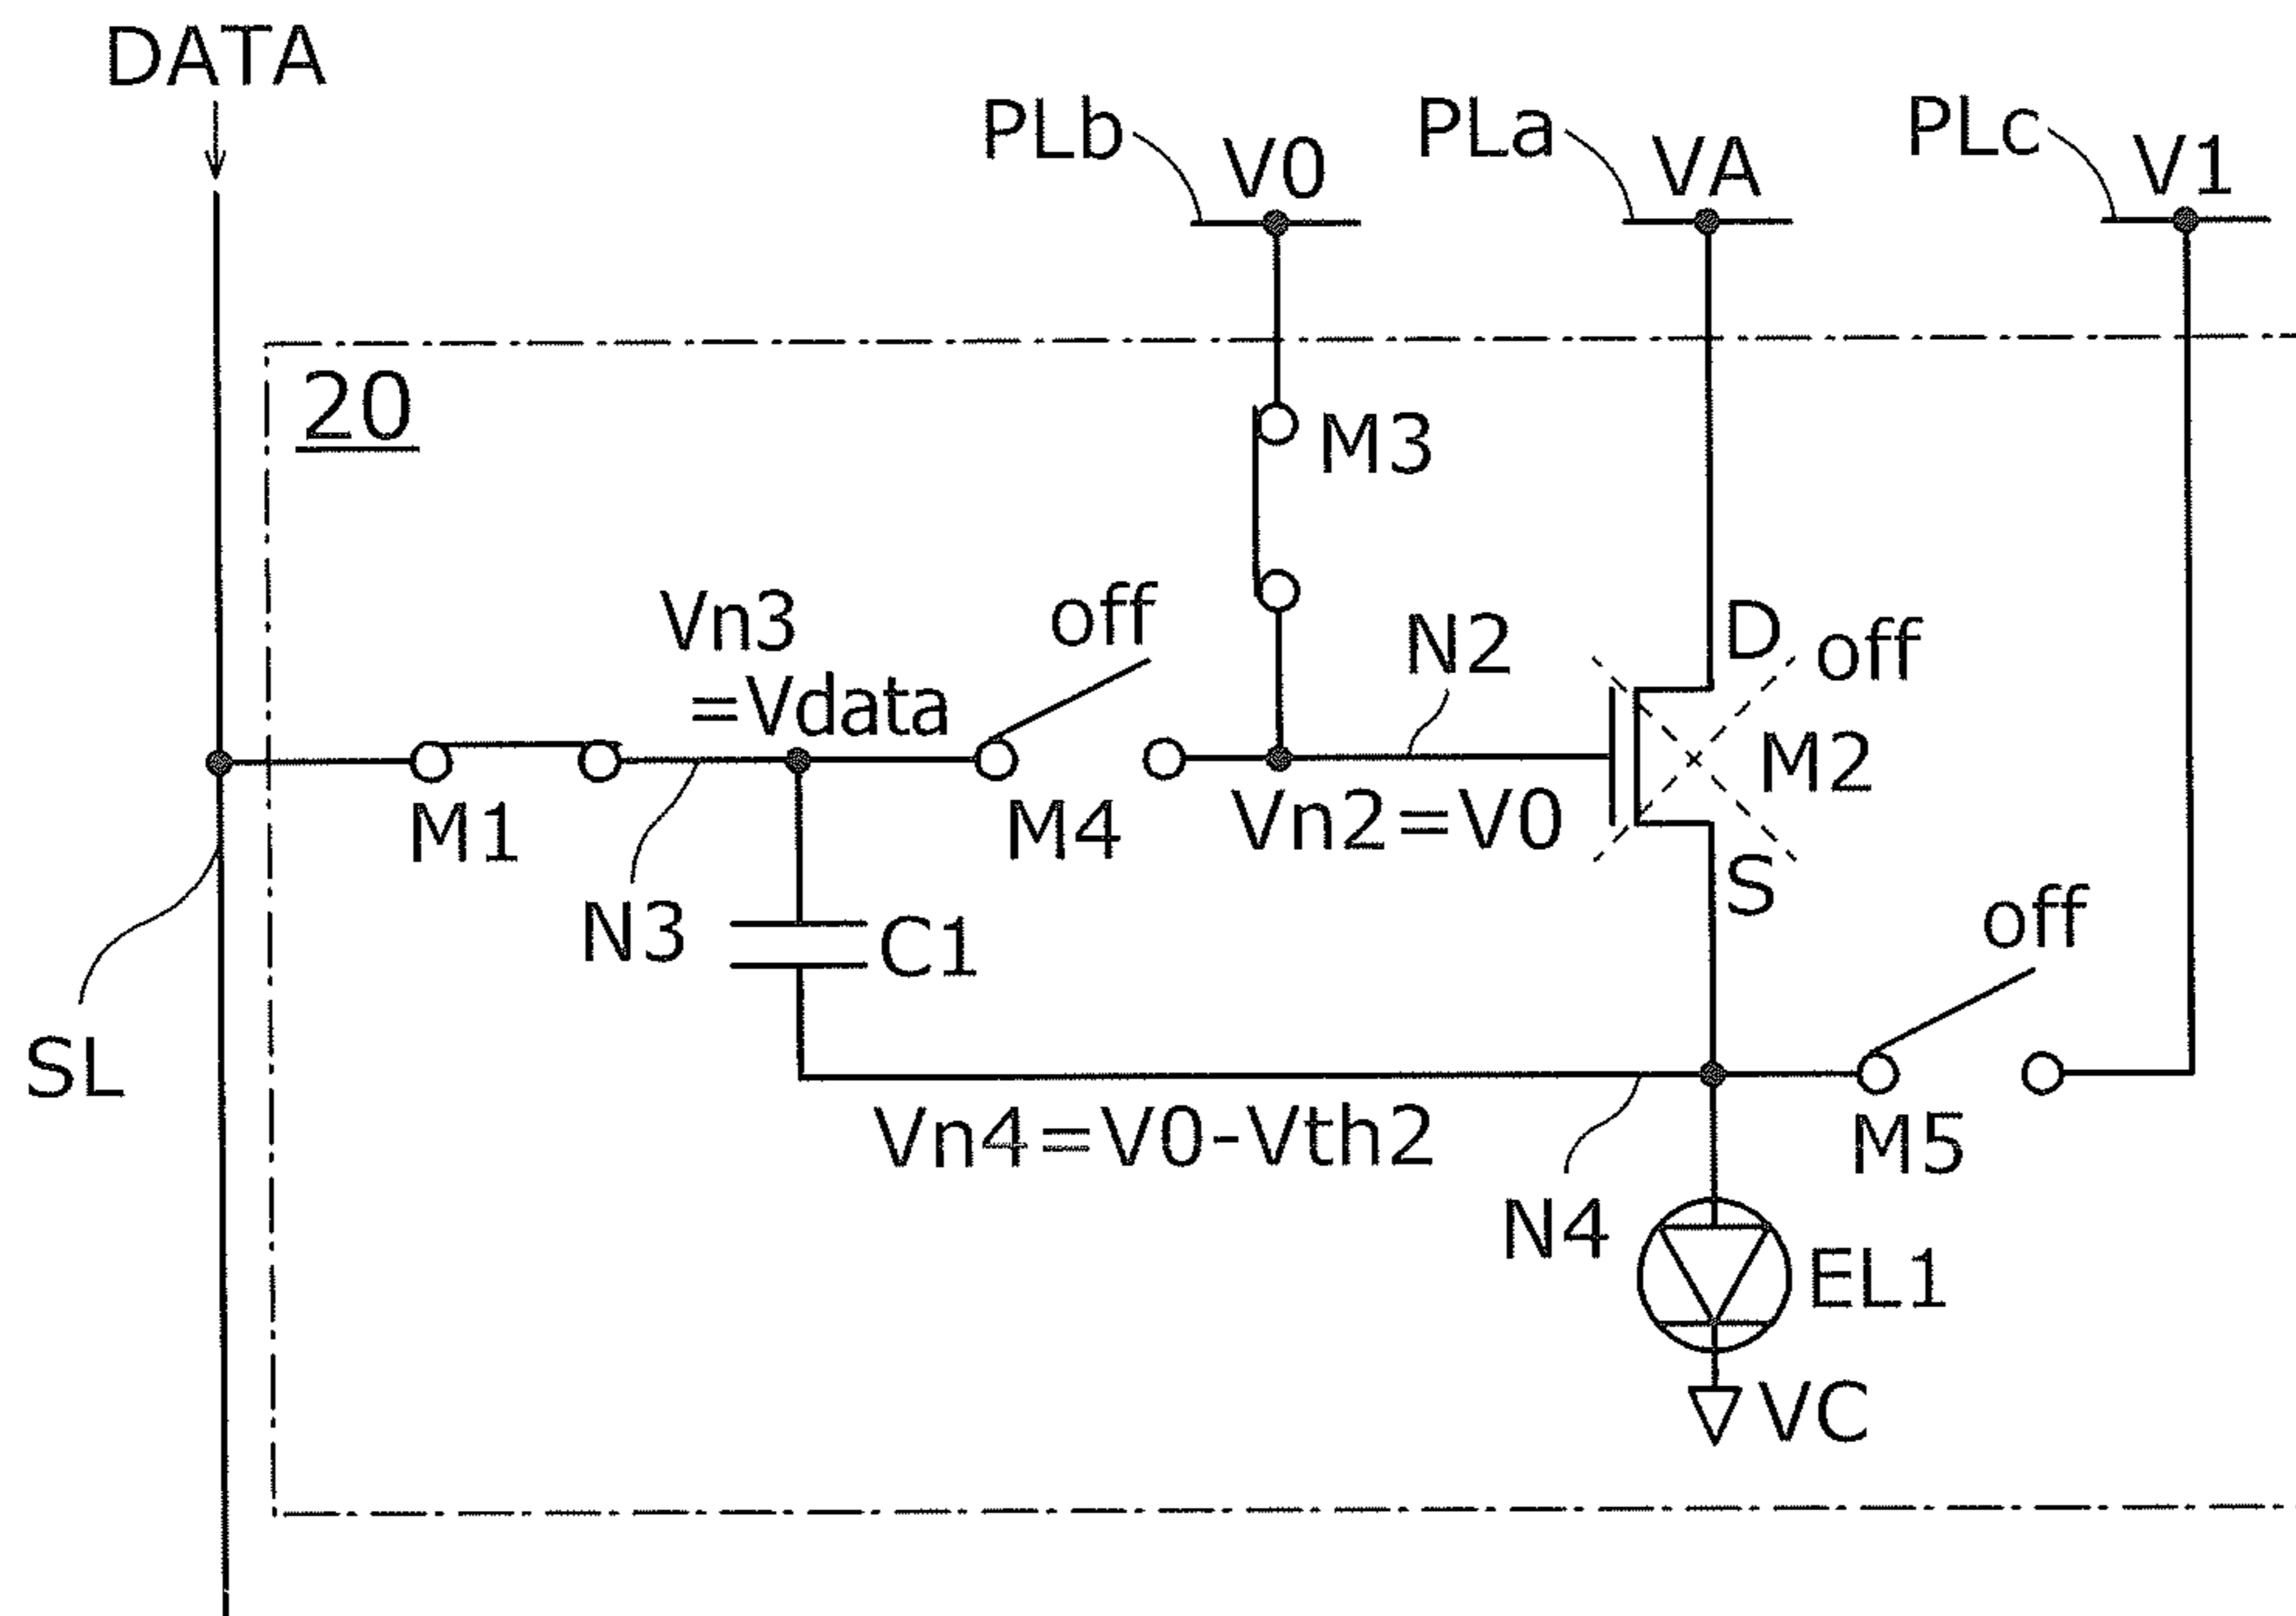 DATA
PLb
V0
PLa
VA
PLc
V1
20
M3
Vn3
=Vdata
off
N2
D
off
M2
M1
M4
Vn2=V0
S
N3
C1
off
SL
Vn4=V0-Vth2
M5
N4
EL1
VC